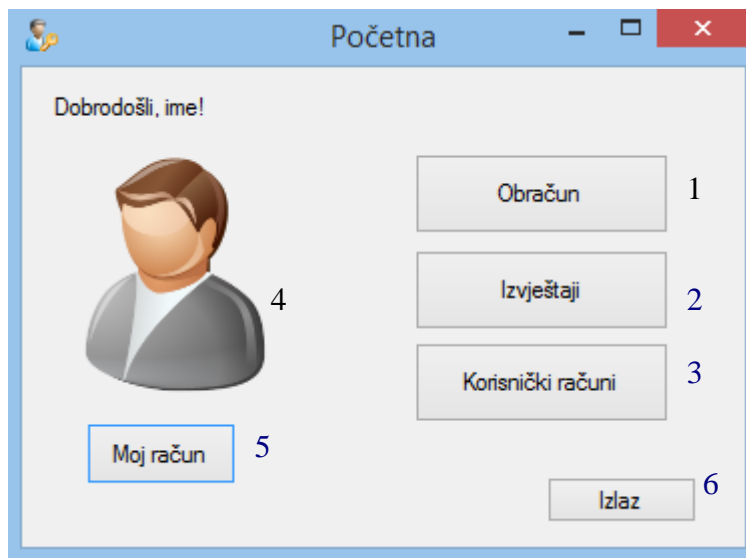 Početna
Dobrodošli, ime!
Obračun 1
4
Izvještaji 2
Korisnički računi 3
Moj račun 5
Izlaz 6